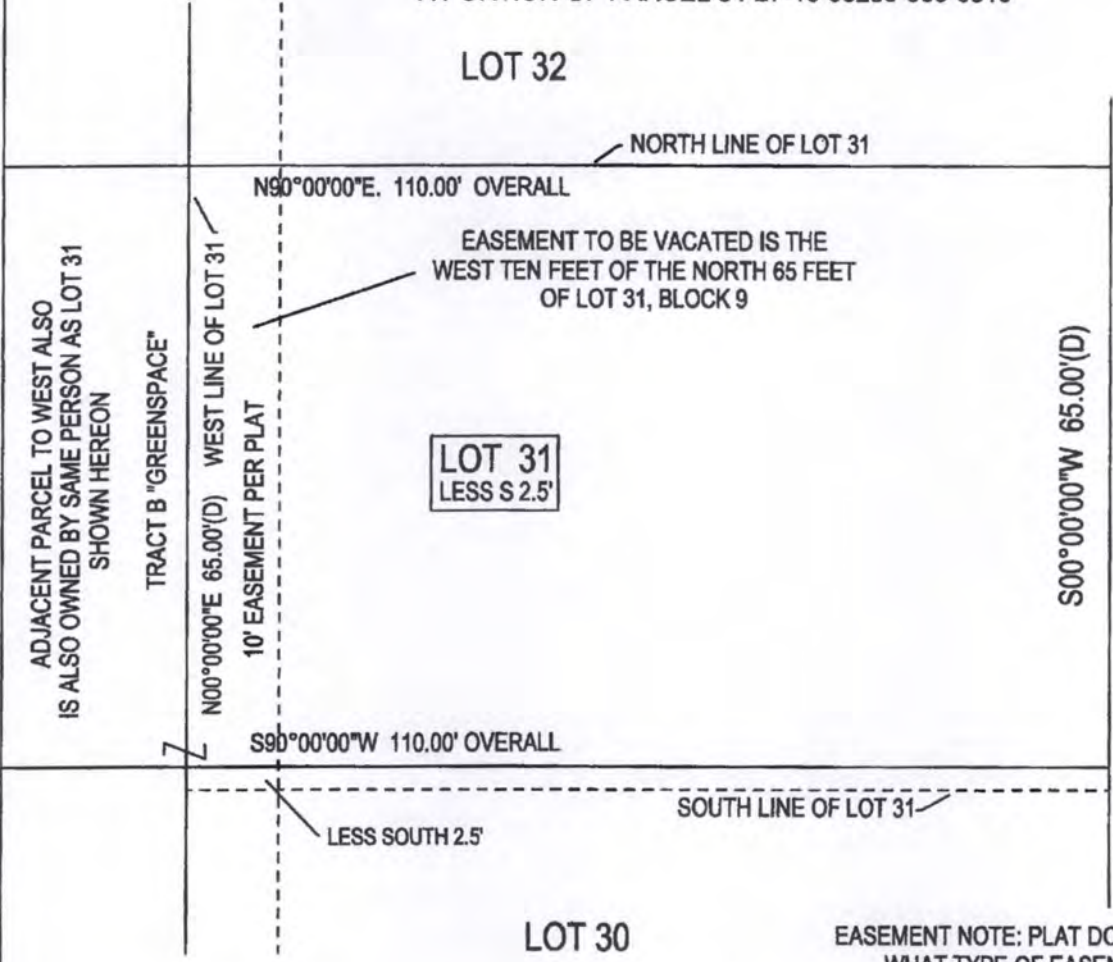 LOT 32
NORTH LINE OF LOT 31
N90°00'00"E. 110.00' OVERALL
EASEMENT TO BE VACATED IS THE
WEST TEN FEET OF THE NORTH 65 FEET
OF LOT 31, BLOCK 9
ADJACENT PARCEL TO WEST ALSO
IS ALSO OWNED BY SAME PERSON AS LOT 31
SHOWN HEREON
TRACT B "GREENSPACE"
N00°00'00"E 65.00'(D) WEST LINE OF LOT 31
10' EASEMENT PER PLAT
LOT 31
LESS S 2.5'
S00°00'00"W 65.00'(D)
S90°00'00"W 110.00' OVERALL
SOUTH LINE OF LOT 31
LESS SOUTH 2.5'
LOT 30
EASEMENT NOTE: PLAT
WHAT TYPE OF